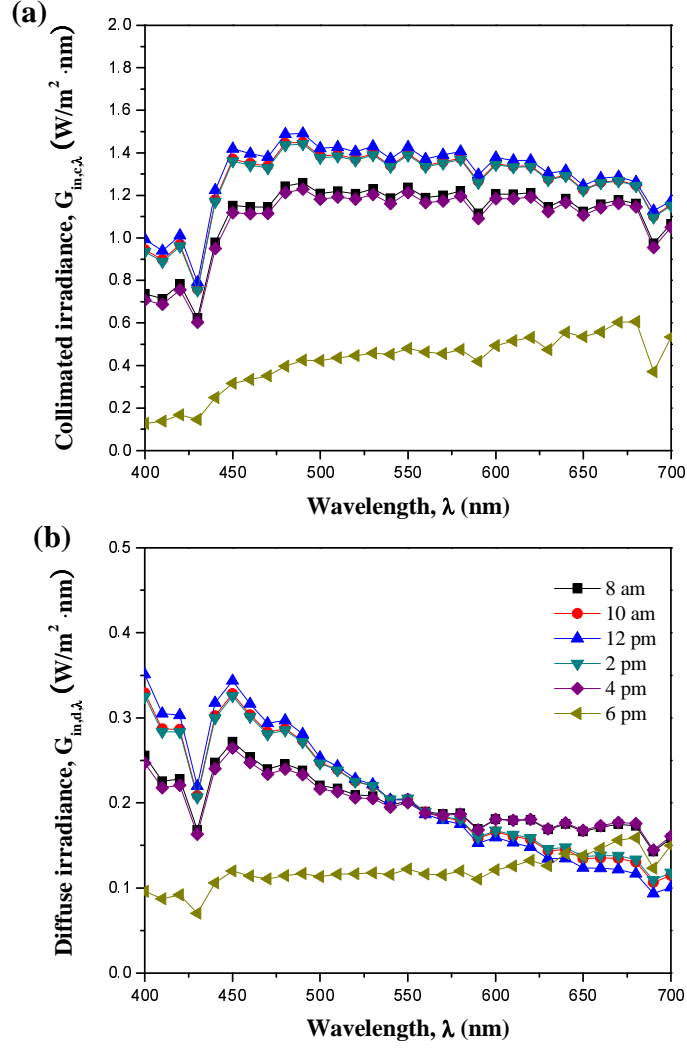 (a)
Collimated irradiance, G_in,c,λ (W/m² ·nm)
2.0
1.8
1.6
1.4
1.2
1.0
0.8
0.6
0.4
0.2
0.0
400 450 500 550 600 650 700
Wavelength, λ (nm)
(b)
Diffuse irradiance, G_in,d,λ (W/m² ·nm)
0.5
0.4
0.3
0.2
0.1
0.0
8 am
10 am
12 pm
2 pm
4 pm
6 pm
400 450 500 550 600 650 700
Wavelength, λ (nm)